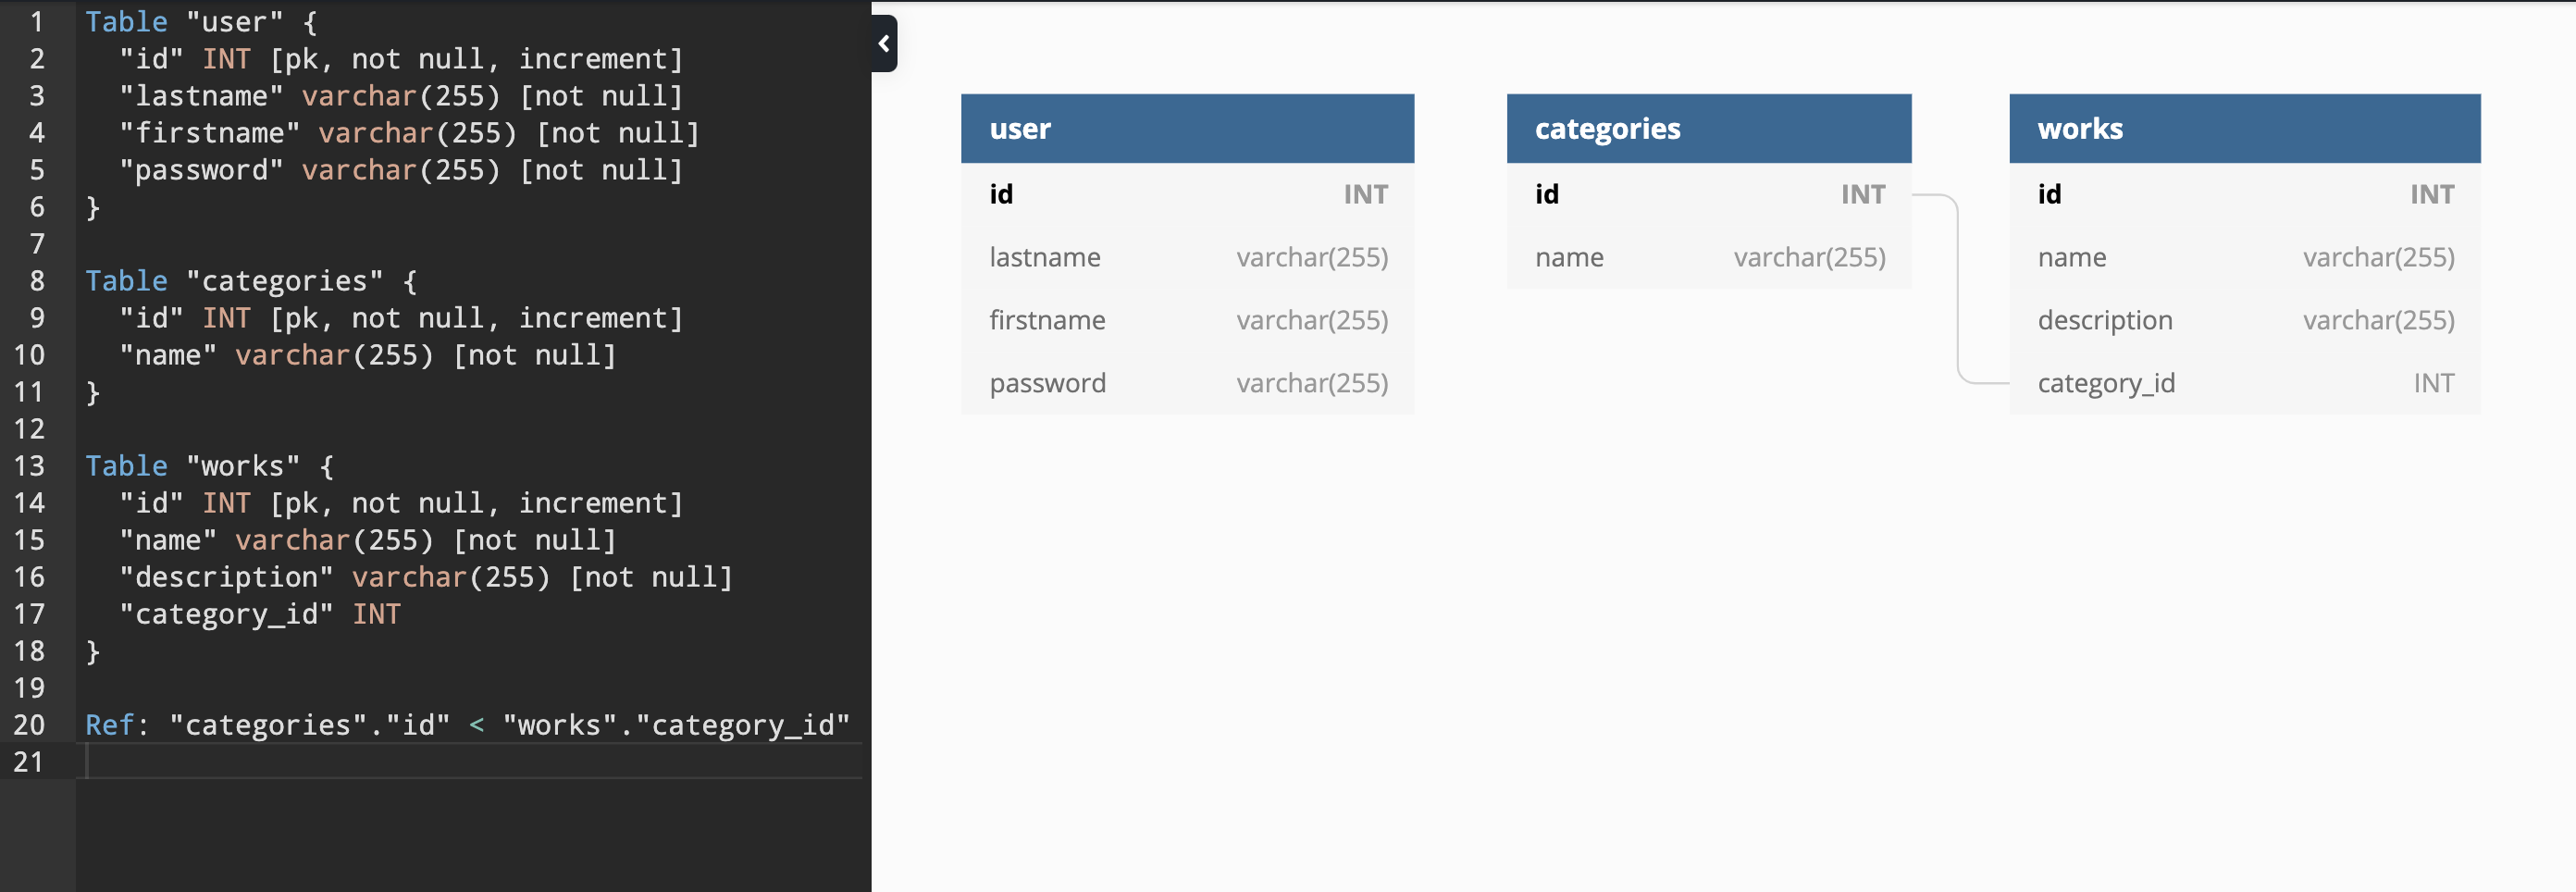 1 Table "user" {
2 "id" INT [pk, not null, increment]
3 "lastname" varchar(255) [not null]
4 "firstname" varchar(255) [not null]
5 "password" varchar(255) [not null]
6 }
7
8 Table "categories" {
9 "id" INT [pk, not null, increment]
10 "name" varchar(255) [not null]
11 }
12
13 Table "works" {
14 "id" INT [pk, not null, increment]
15 "name" varchar(255) [not null]
16 "description" varchar(255) [not null]
17 "category_id" INT
18 }
19
20 Ref: "categories"."id" < "works"."category_id"
21
user
id INT
lastname varchar(255)
firstname varchar(255)
password varchar(255)
categories
id INT
name varchar(255)
works
id INT
name varchar(255)
description varchar(255)
category_id INT